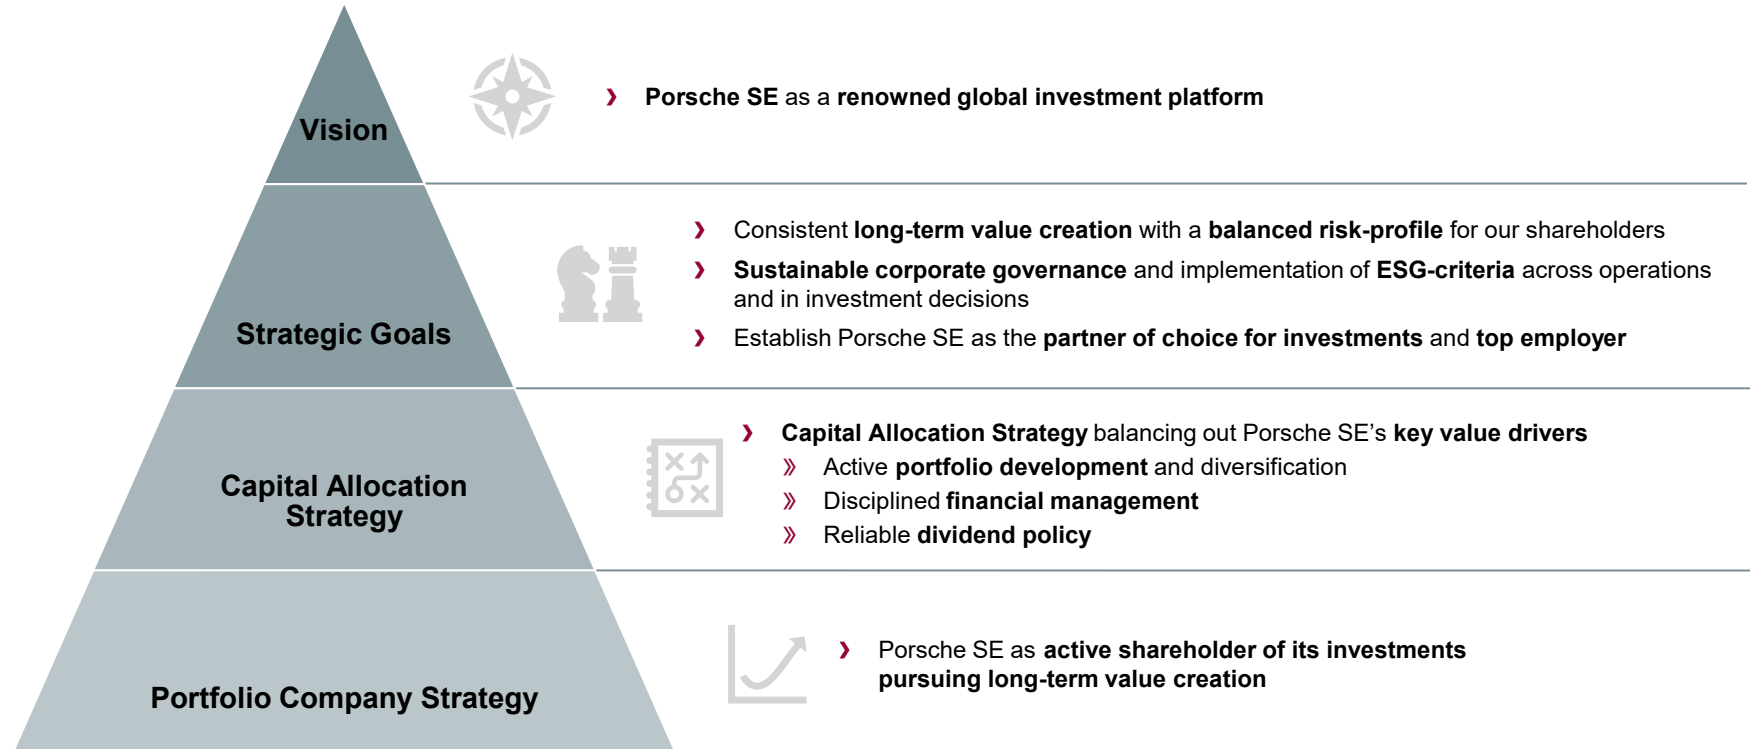 Vision
Porsche SE as a renowned global investment platform
Strategic Goals
Consistent long-term value creation with a balanced risk-profile for our shareholders
Sustainable corporate governance and implementation of ESG-criteria across operations
and in investment decisions
Establish Porsche SE as the partner of choice for investments and top employer
Capital Allocation
Strategy
Capital Allocation Strategy balancing out Porsche SE’s key value drivers
Active portfolio development and diversification
Disciplined financial management
Reliable dividend policy
Portfolio Company Strategy
Porsche SE as active shareholder of its investments
pursuing long-term value creation